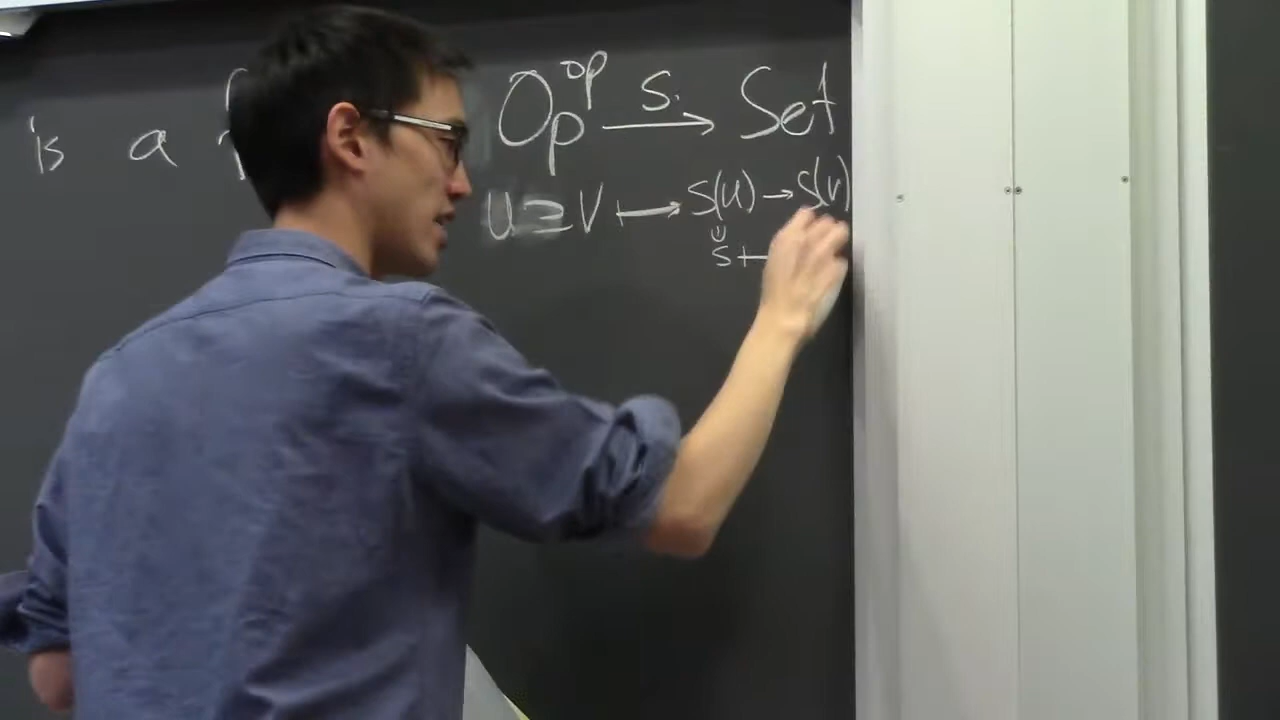 is a
Op^op S. → Set
U ⊇ V ⟼ S(U) → S(V)
∪
s ⟼